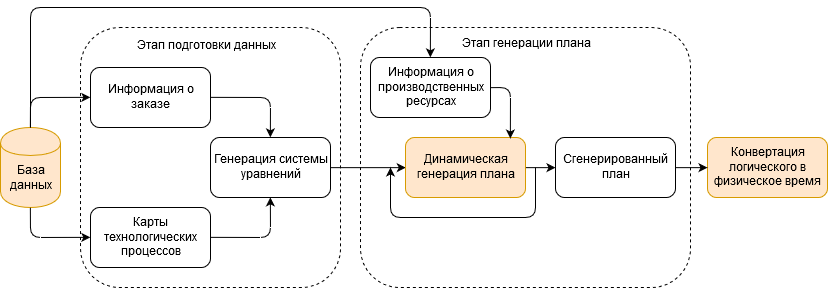 Этап подготовки данных
Этап генерации плана
Информация о
заказе
Информация о
производственных
ресурсах
База
данных
Генерация системы
уравнений
Динамическая
генерация плана
Сгенерированный
план
Конвертация
логического в
физическое время
Карты
технологических
процессов